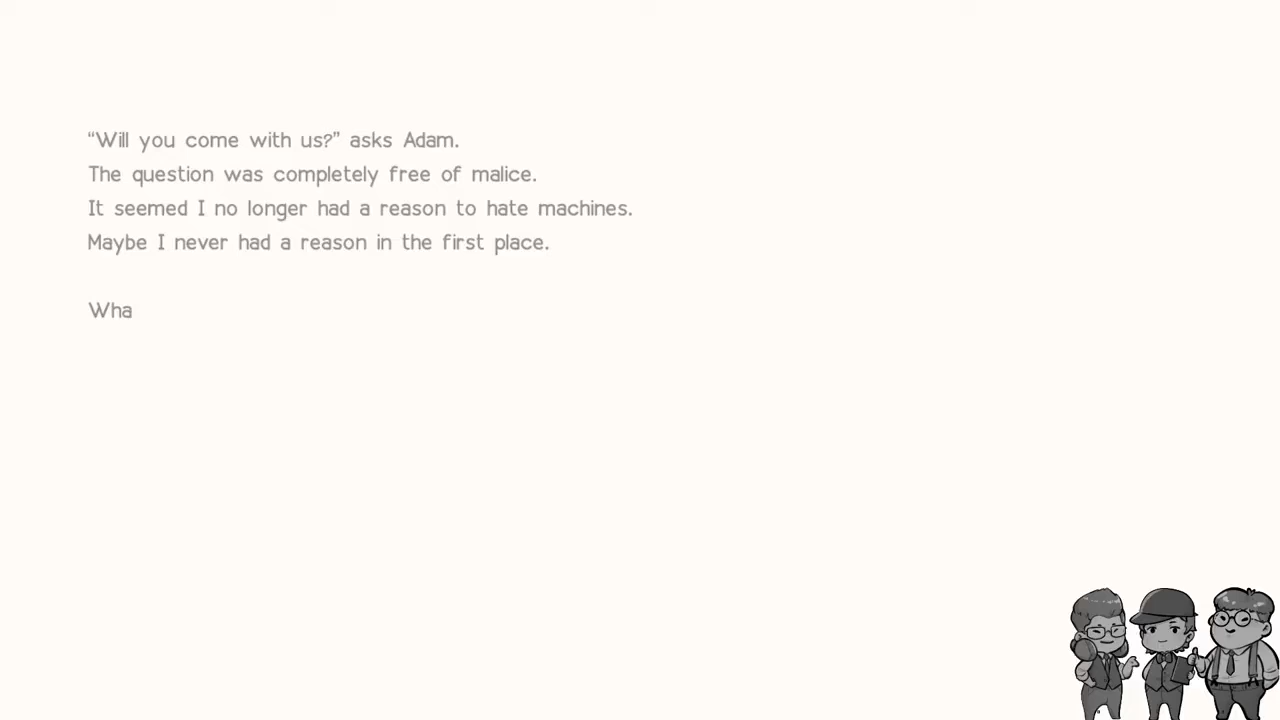 “Will you come with us?” asks Adam.
The question was completely free of malice.
It seemed I no longer had a reason to hate machines.
Maybe I never had a reason in the first place.
Wha